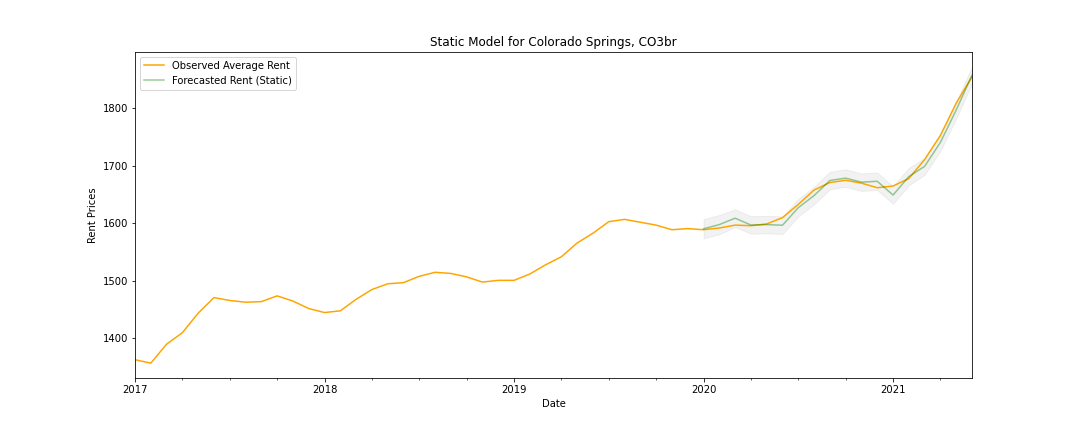 Static Model for Colorado Springs, CO3br
Observed Average Rent
Forecasted Rent (Static)
Rent Prices
1800
1700
1600
1500
1400
2017
2018
2019
2020
2021
Date